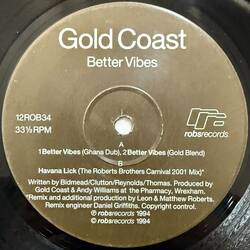 Gold Coast
Better Vibes
12ROB34
33⅓ RPM
robsrecords.
A
1 Better Vibes (Ghana Dub), 2 Better Vibes (Gold Blend)
B
Havana Lick (The Roberts Brothers Carnival 2001 Mix)*
Written by Bidmead/Clutton/Reynolds/Thomas. Produced by
Gold Coast & Andy Williams at the Pharmacy, Wrexham.
*Remix and additional production by Leon & Matthew Roberts.
Remix engineer Daniel Griffiths. Copyright control.
℗ robsrecords 1994
© robsrecords 1994